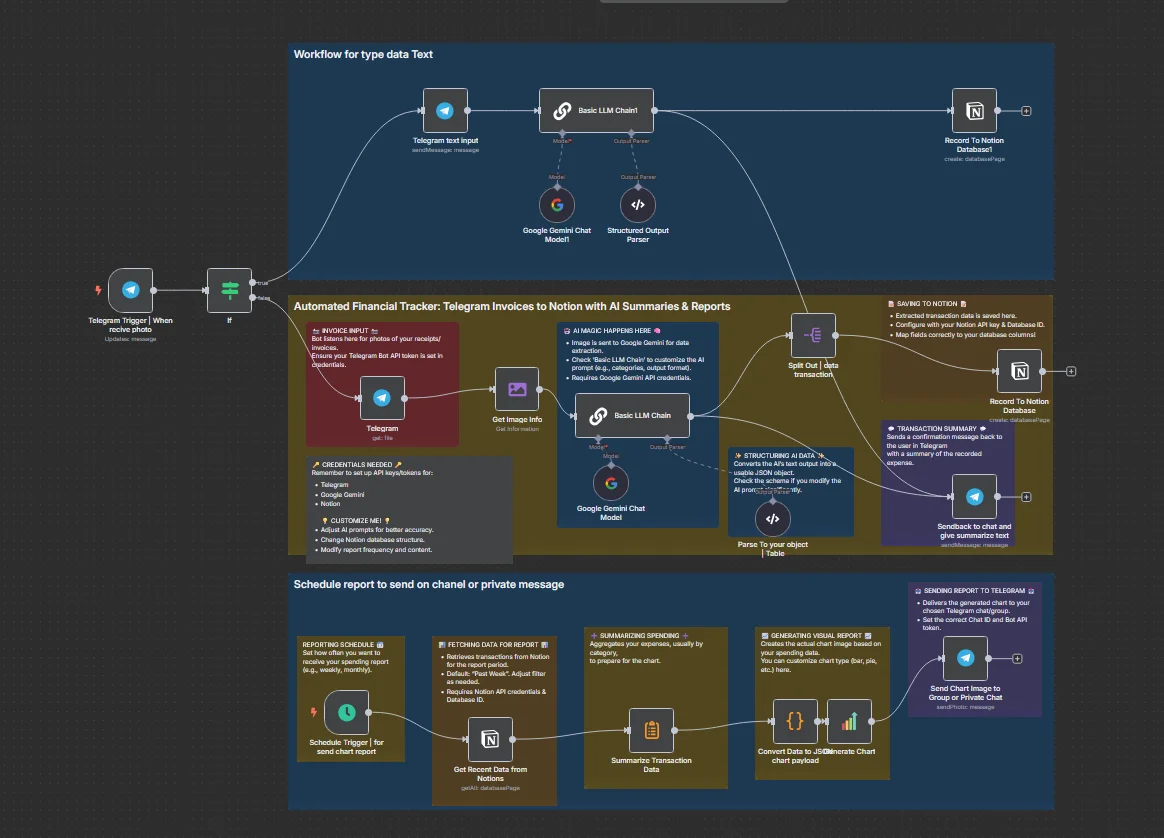 Workflow for type data Text
Telegram text input
sendMessage: message
Basic LLM Chain1
Model*
Output Parser
Model
Output Parser
Google Gemini Chat
Model1
Structured Output
Parser
Record To Notion
Database1
create: databasePage
Telegram Trigger | When
recive photo
Updates: message
If
true
false
Automated Financial Tracker: Telegram Invoices to Notion with AI Summaries & Reports
INVOICE INPUT
Bot listens here for photos of your receipts/
invoices.
Ensure your Telegram Bot API token is set in
credentials.
Telegram
get: file
Get Image Info
Get information
AI MAGIC HAPPENS HERE
• Image is sent to Google Gemini for data
extraction.
• Check 'Basic LLM Chain' to customize the AI
prompt (e.g., categories, output format).
• Requires Google Gemini API credentials.
Basic LLM Chain
Model*
Output Parser
Model
Google Gemini Chat
Model
STRUCTURING AI DATA
Converts the AI's text output into a
usable JSON object.
Check the schema if you modify the
AI prompt significantly.
Output Parser
Parse To your object
| Table
Split Out | data
transaction
SAVING TO NOTION
• Extracted transaction data is saved here.
• Configure with your Notion API key & Database ID.
• Map fields correctly to your database columns!
Record To Notion
Database
create: databasePage
TRANSACTION SUMMARY
Sends a confirmation message back to
the user in Telegram
with a summery of the recorded
expense.
Sendback to chat and
give summarize text
sendMessage: message
CREDENTIALS NEEDED
Remember to set up API keys/tokens for:
• Telegram
• Google Gemini
• Notion
CUSTOMIZE ME!
• Adjust AI prompts for better accuracy.
• Change Notion database structure.
• Modify report frequency and content.
Schedule report to send on chanel or private message
REPORTING SCHEDULE
Set how often you want to
receive your spending report
(e.g., weekly, monthly).
Schedule Trigger | for
send chart report
FETCHING DATA FOR REPORT
• Retrieves transactions from Notion
for the report period.
• Default: "Past Week". Adjust filter
as needed.
• Requires Notion API credentials &
Database ID.
Get Recent Data from
Notions
getAll: databasePage
SUMMARIZING SPENDING
Aggregates your expenses, usually by
category,
to prepare for the chart.
Summarize Transaction
Data
GENERATING VISUAL REPORT
Creates the actual chart image based on
your spending data.
You can customize chart type (bar, pie,
etc.) here.
Convert Data to JSON
chart payload
Generate Chart
SENDING REPORT TO TELEGRAM
• Delivers the generated chart to your
chosen Telegram chat/group.
• Set the correct Chat ID and Bot API
token.
Send Chart Image to
Group or Private Chat
sendPhoto: message